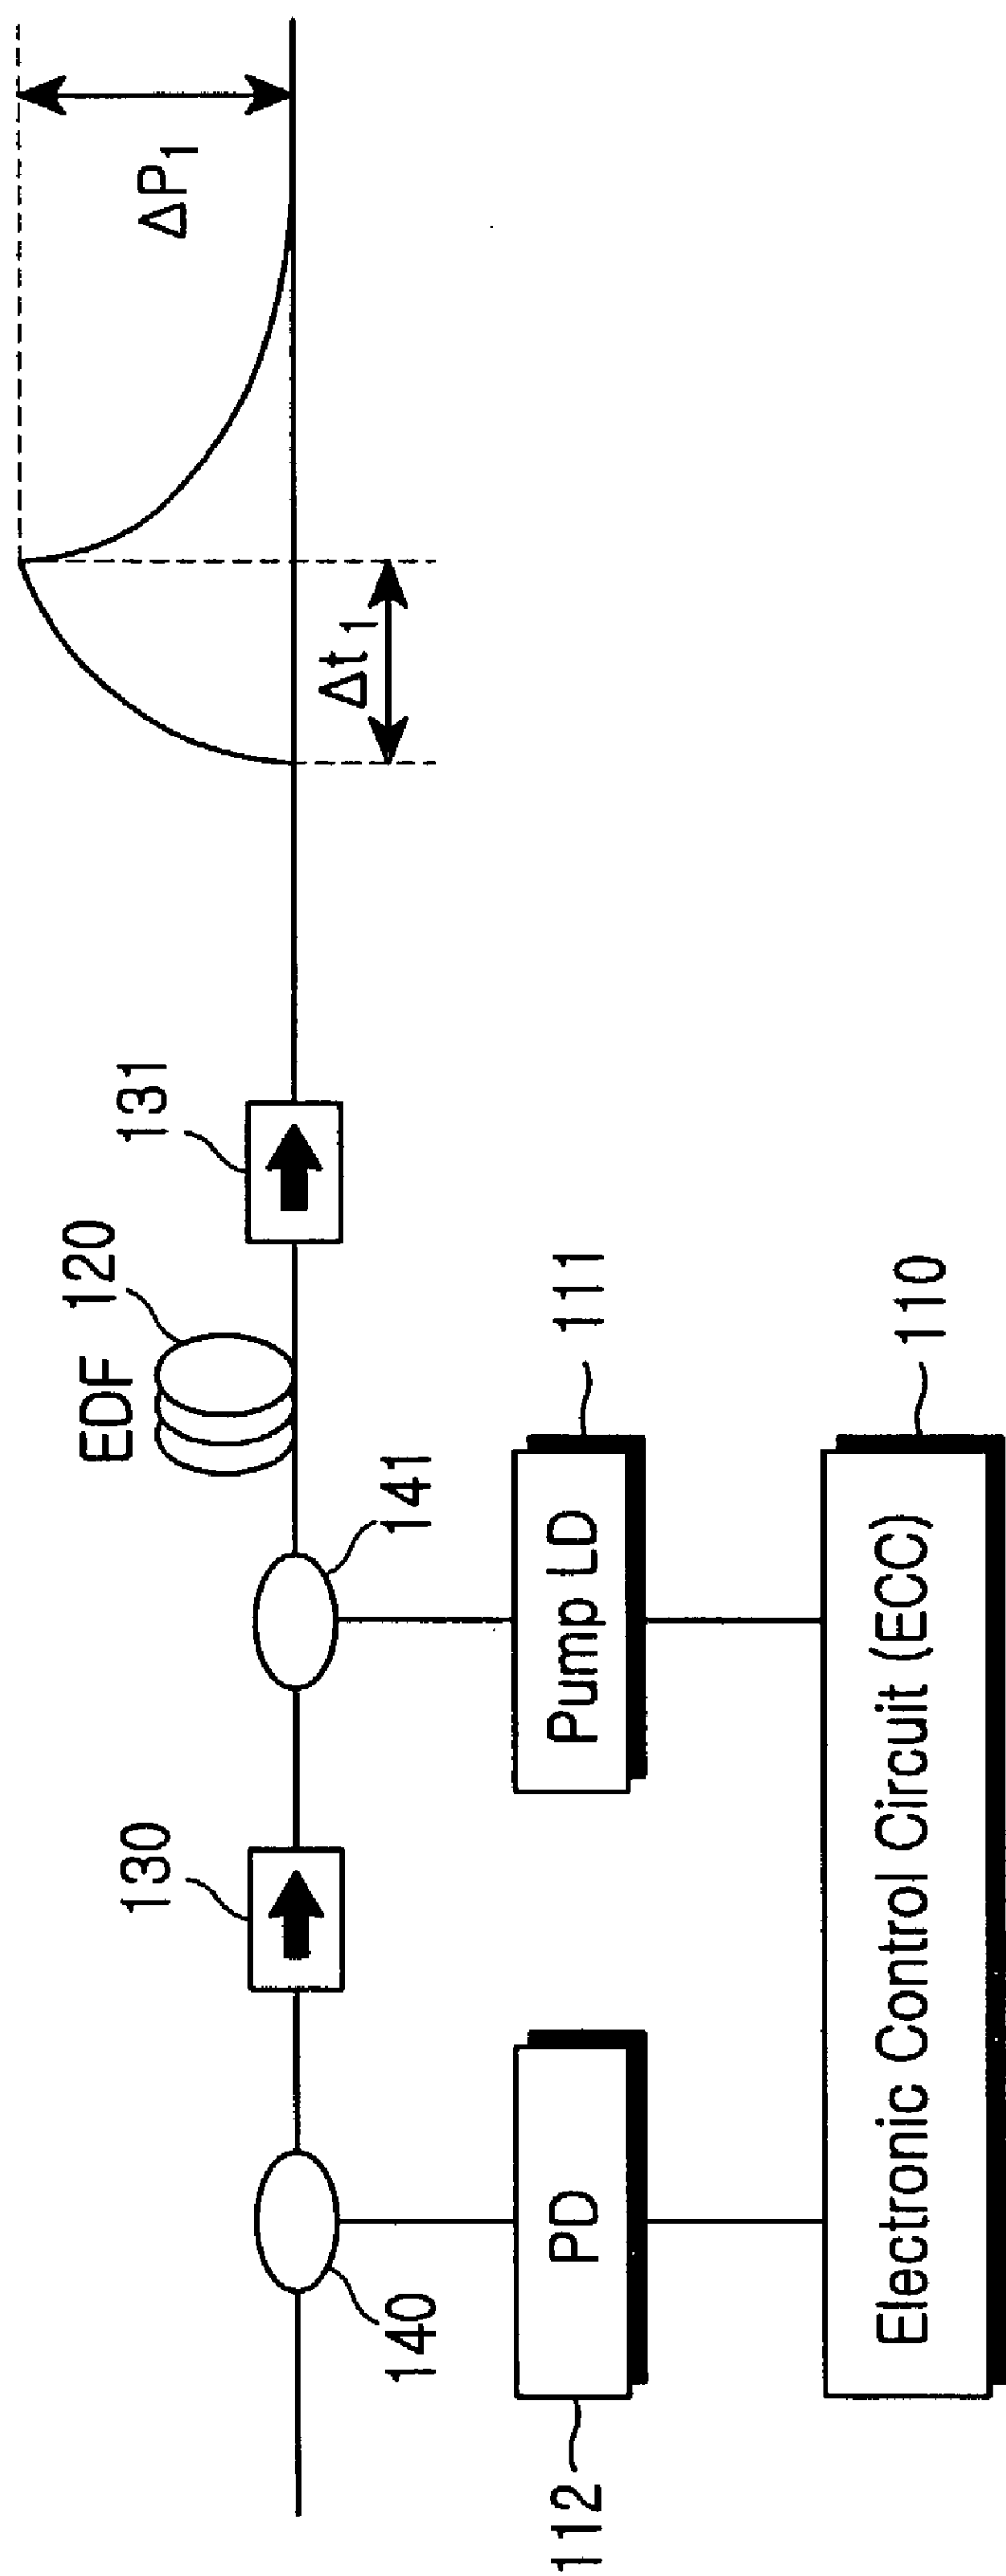 ΔP1
Δt1
EDF 120
131
141
130
140
Pump LD
111
PD
112
Electronic Control Circuit (ECC)
110